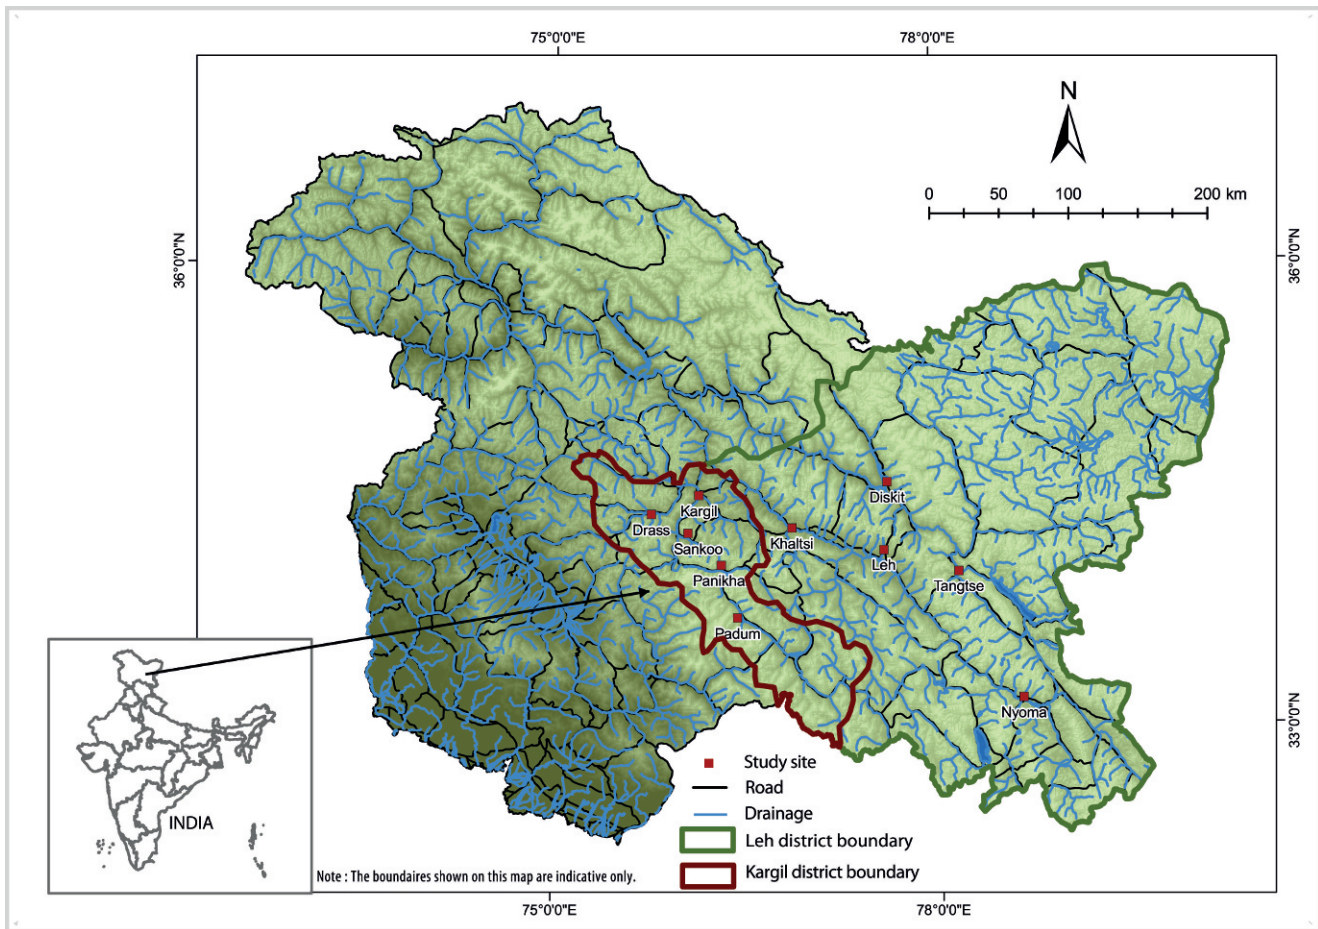 75°0'0"E
78°0'0"E
N
0 50 100 200 km
36°0'0"N
36°0'0"N
Diskit
Kargil
Drass
Sankoo
Khaltsi
Leh
Panikha
Tangtse
Padum
Nyoma
33°0'0"N
INDIA
Study site
Road
Drainage
Leh district boundary
Kargil district boundary
Note : The boundaires shown on this map are indicative only.
75°0'0"E
78°0'0"E